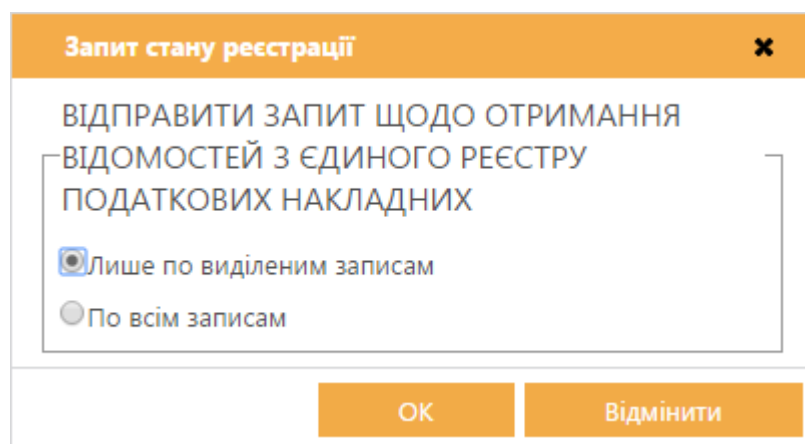 Запит стану реєстрації
ВІДПРАВИТИ ЗАПИТ ЩОДО ОТРИМАННЯ
ВІДОМОСТЕЙ З ЄДИНОГО РЕЄСТРУ
ПОДАТКОВИХ НАКЛАДНИХ
Лише по виділеним записам
По всім записам
ОК
Відмінити